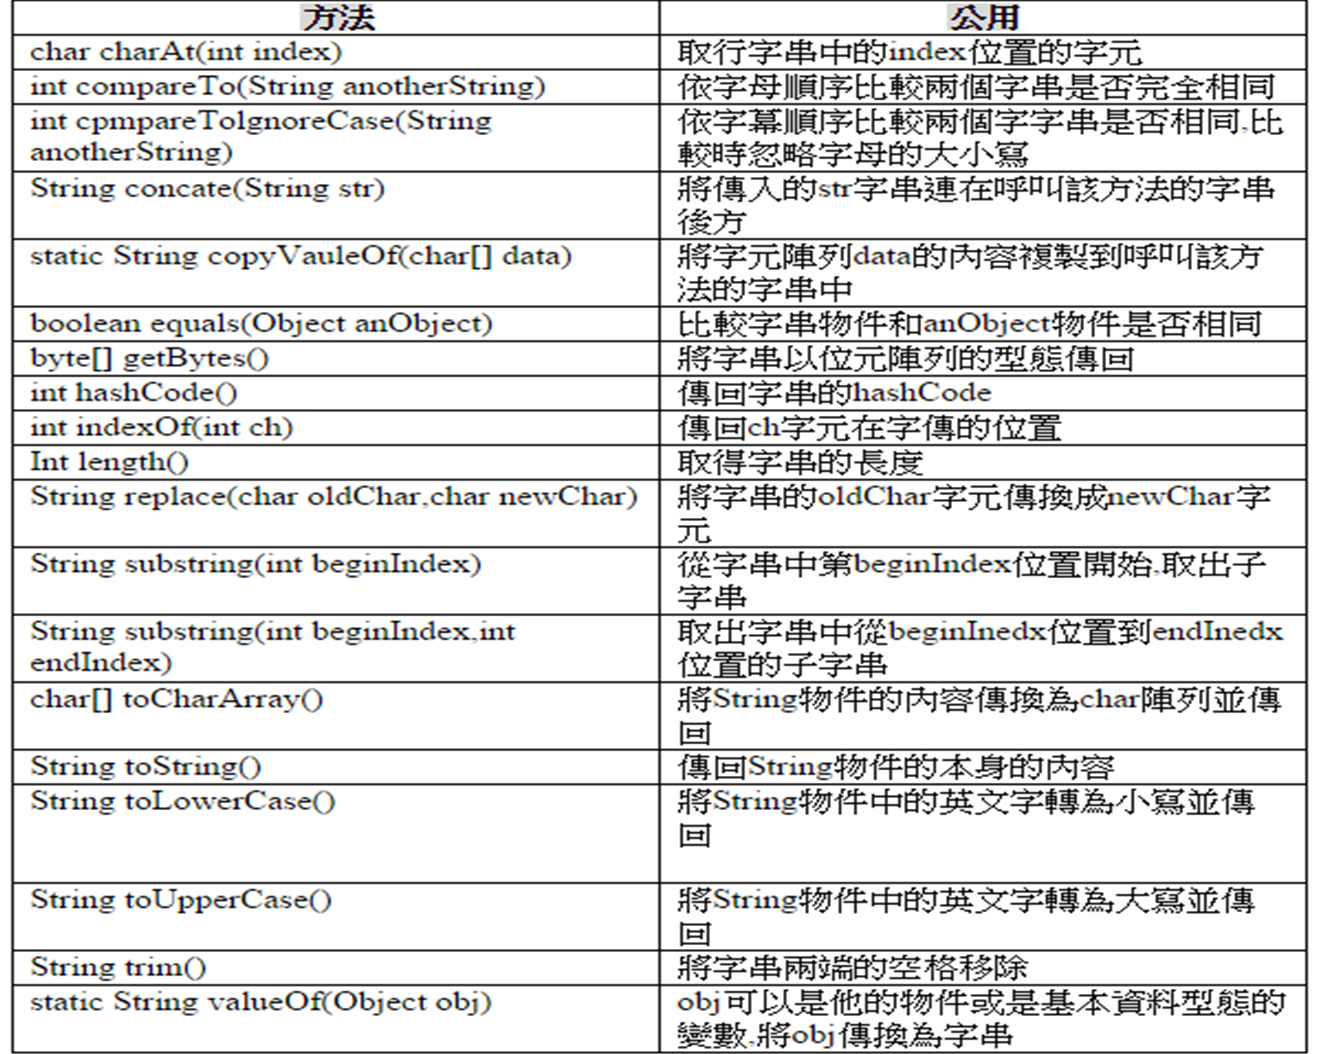 方法
公用
char charAt(int index)
取行字串中的index位置的字元
int compareTo(String anotherString)
依字母順序比較兩個字串是否完全相同
int cpmpareToIgnoreCase(String
anotherString)
依字幕順序比較兩個字字串是否相同,比
較時忽略字母的大小寫
String concate(String str)
將傳入的str字串連在呼叫該方法的字串
後方
static String copyVauleOf(char[] data)
將字元陣列data的內容複製到呼叫該方
法的字串中
boolean equals(Object anObject)
比較字串物件和anObject物件是否相同
byte[] getBytes()
將字串以位元陣列的型態傳回
int hashCode()
傳回字串的hashCode
int indexOf(int ch)
傳回ch字元在字傳的位置
Int length()
取得字串的長度
String replace(char oldChar,char newChar)
將字串的oldChar字元傳換成newChar字
元
String substring(int beginIndex)
從字串中第beginIndex位置開始,取出子
字串
String substring(int beginIndex,int
endIndex)
取出字串中從beginInedx位置到endInedx
位置的子字串
char[] toCharArray()
將String物件的內容傳換為char陣列並傳
回
String toString()
傳回String物件的本身的內容
String toLowerCase()
將String物件中的英文字轉為小寫並傳
回
String toUpperCase()
將String物件中的英文字轉為大寫並傳
回
String trim()
將字串兩端的空格移除
static String valueOf(Object obj)
obj可以是他的物件或是基本資料型態的
變數,將obj傳換為字串